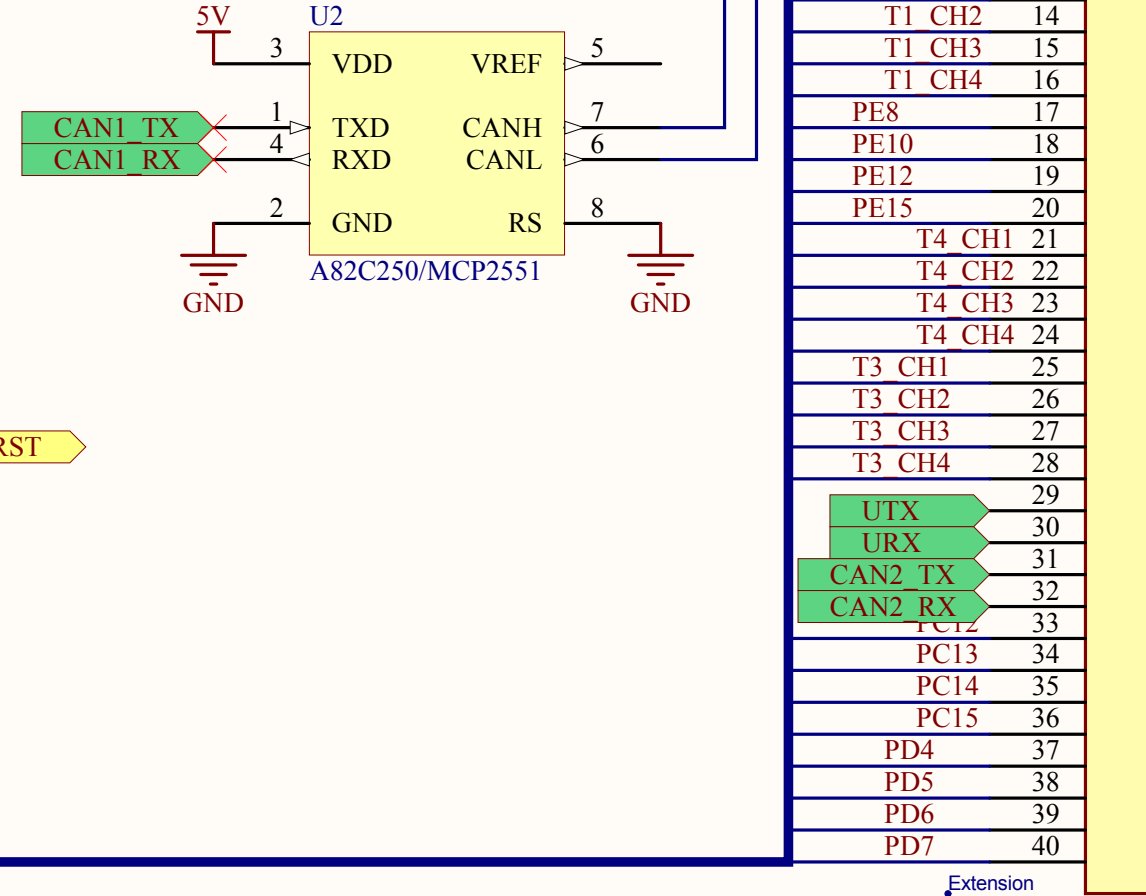 5V
U2
3
VDD
VREF
5
CAN1_TX
1
TXD
CANH
7
CAN1_RX
4
RXD
CANL
6
2
GND
RS
8
GND
A82C250/MCP2551
GND
RST
T1_CH2 14
T1_CH3 15
T1_CH4 16
PE8 17
PE10 18
PE12 19
PE15 20
T4_CH1 21
T4_CH2 22
T4_CH3 23
T4_CH4 24
T3_CH1 25
T3_CH2 26
T3_CH3 27
T3_CH4 28
UTX 29
URX 30
CAN2_TX 31
CAN2_RX 32
PC12 33
PC13 34
PC14 35
PC15 36
PD4 37
PD5 38
PD6 39
PD7 40
Extension